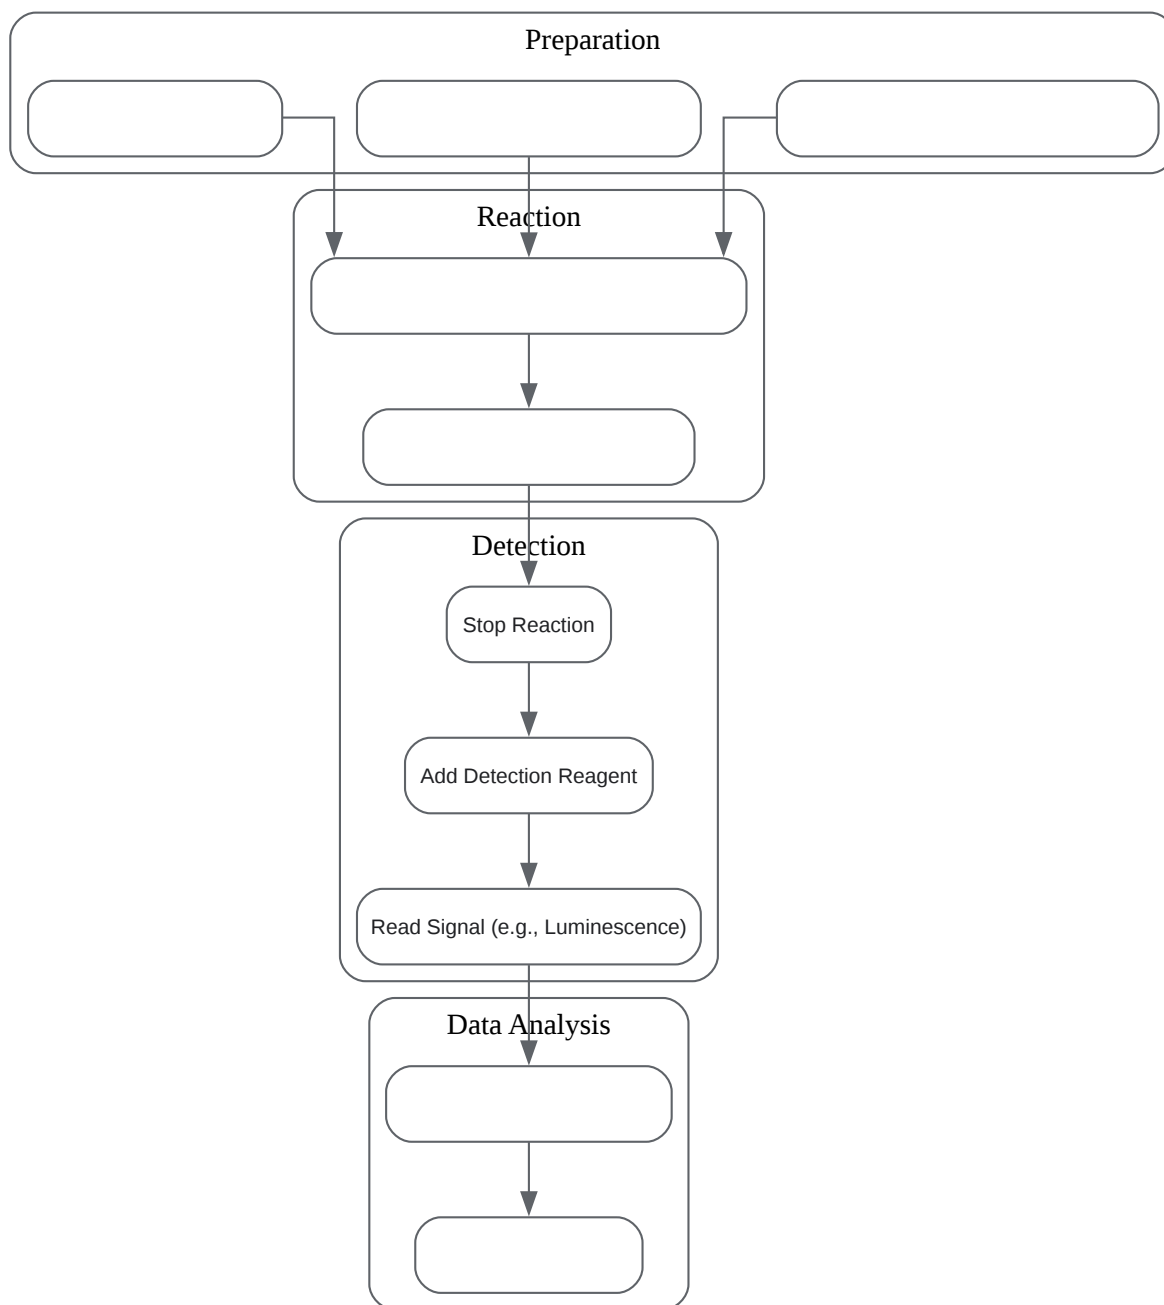 Preparation
Reaction
Detection
Stop Reaction
Add Detection Reagent
Read Signal (e.g., Luminescence)
Data Analysis